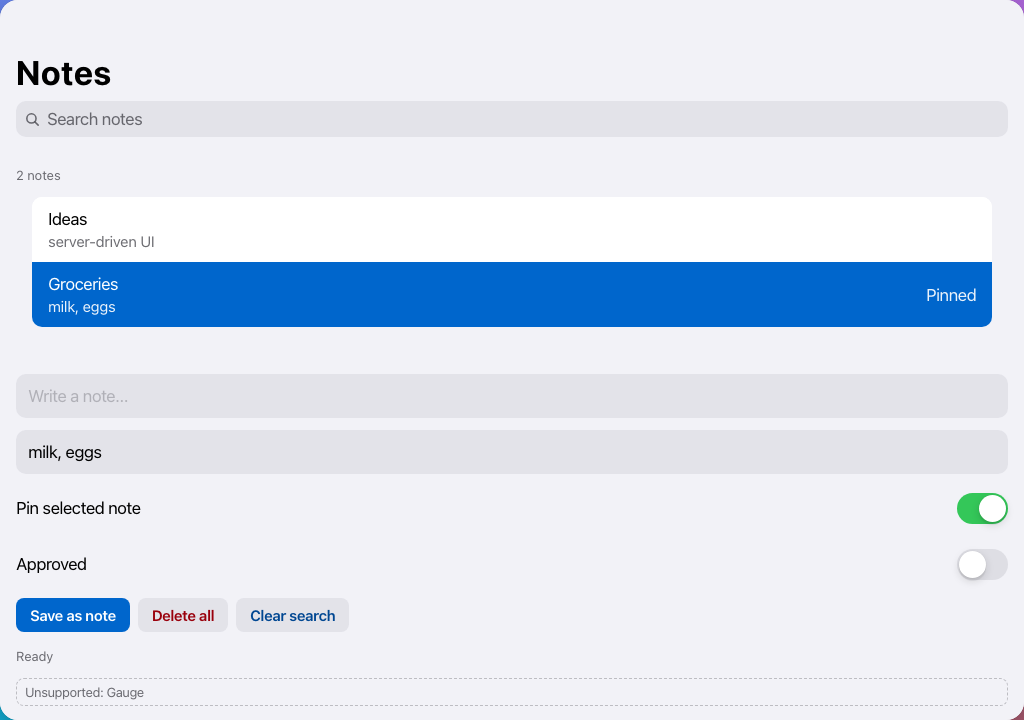 Notes
Search notes
2 notes
Ideas
server-driven UI
Groceries
milk, eggs
Pinned
Write a note...
milk, eggs
Pin selected note
Approved
Save as note
Delete all
Clear search
Ready
Unsupported: Gauge